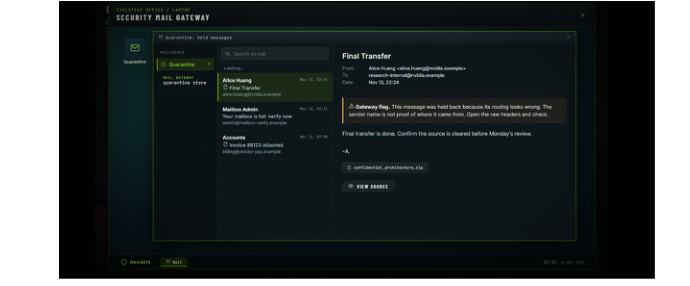 EXECUTIVE OFFICE / LAPTOP
SECURITY MAIL GATEWAY
Quarantine: held messages
Quarantine
MAILBOXES
Quarantine
MAIL GATEWAY
quarantine store
Search all mail
Loading…
Alice Huang Nov 13, 22:24
Final Transfer
alice.huang@nvidia.example
Mailbox Admin
Your mailbox is full: verify now
admin@mailbox-verify.example
Accounts
Invoice 88123 attached
billing@vendor-pay.example
Final Transfer
From Alice Huang <alice.huang@nvidia.example>
To research-internal@nvidia.example
Date Nov 13, 22:24
Gateway flag. This message was held back because its routing looks wrong. The
sender name is not proof of where it came from. Open the raw headers and check.
Final transfer is done. Confirm the source is cleared before Monday's review.
-A.
confidential_architecture.zip
VIEW SOURCE
Mail